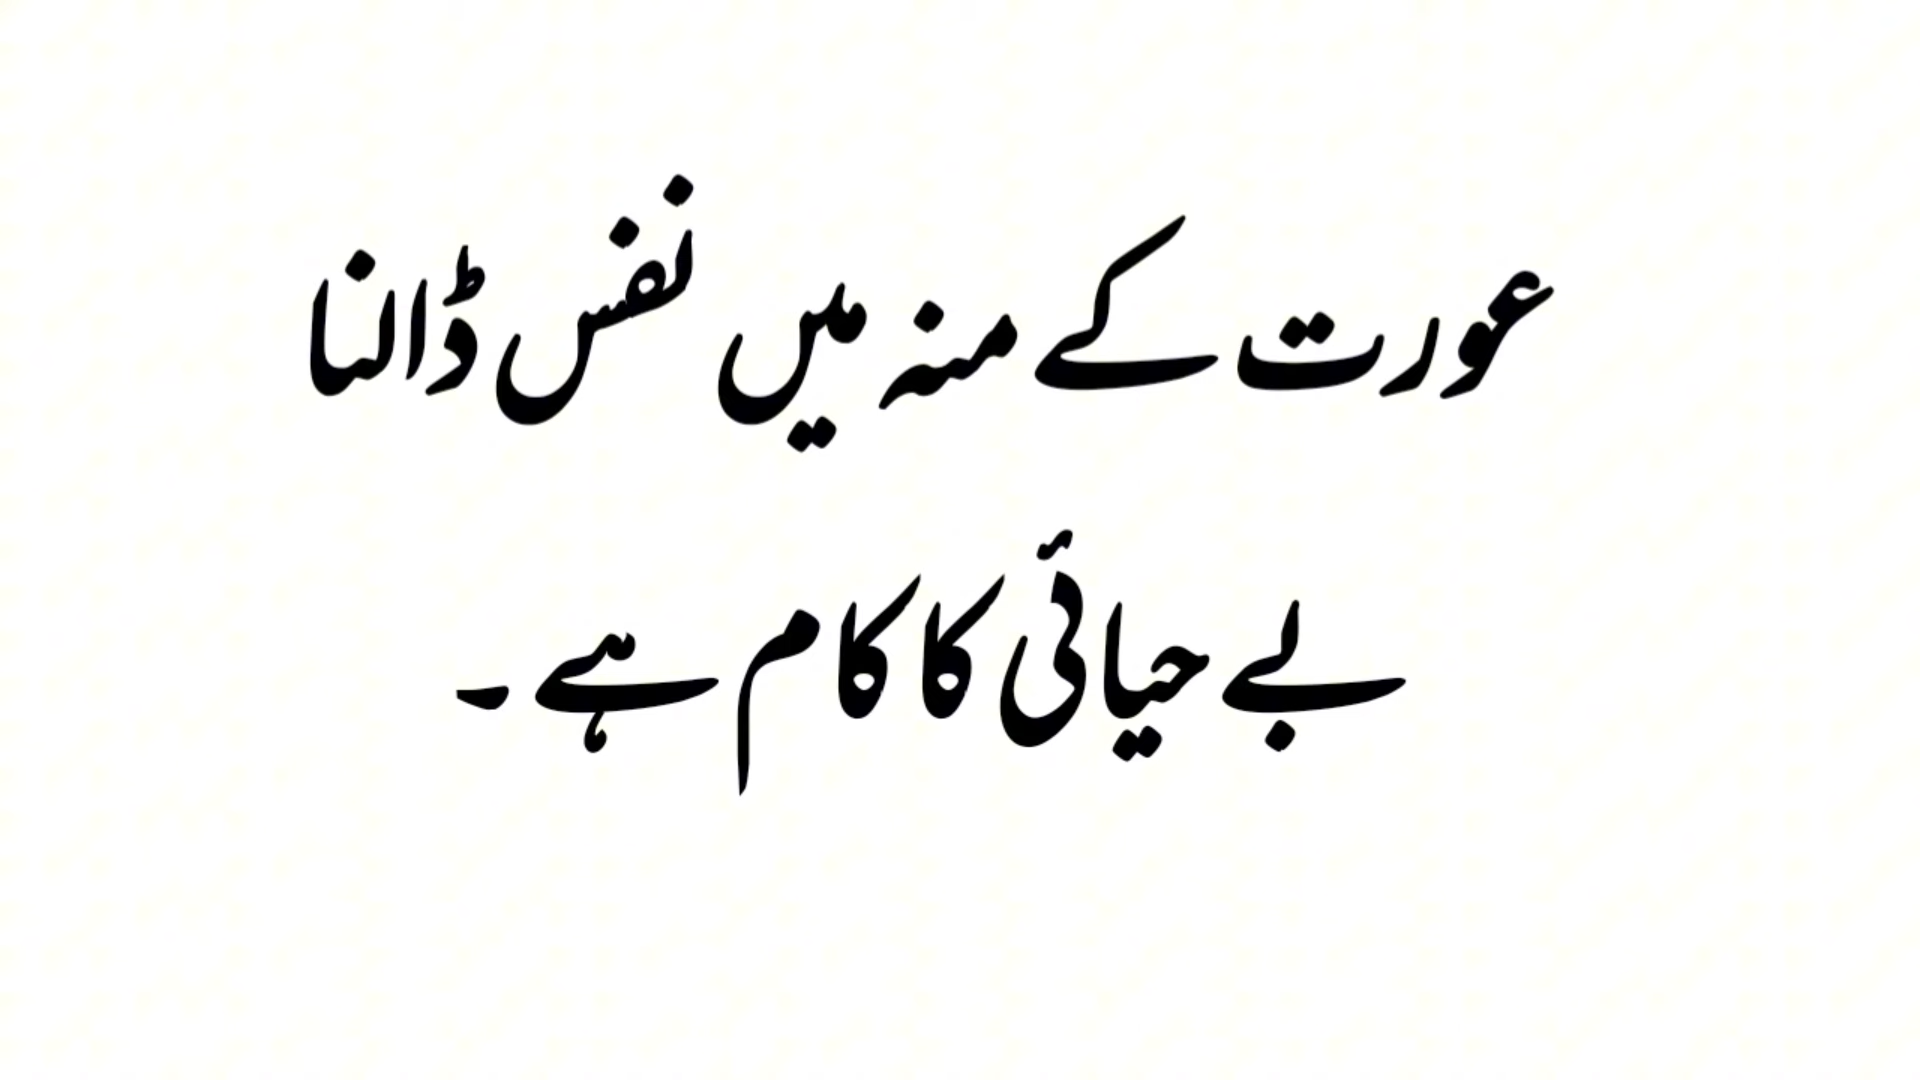 عورت کے منہ میں نفس ڈالنا
بے حیائی کا کام ہے ۔